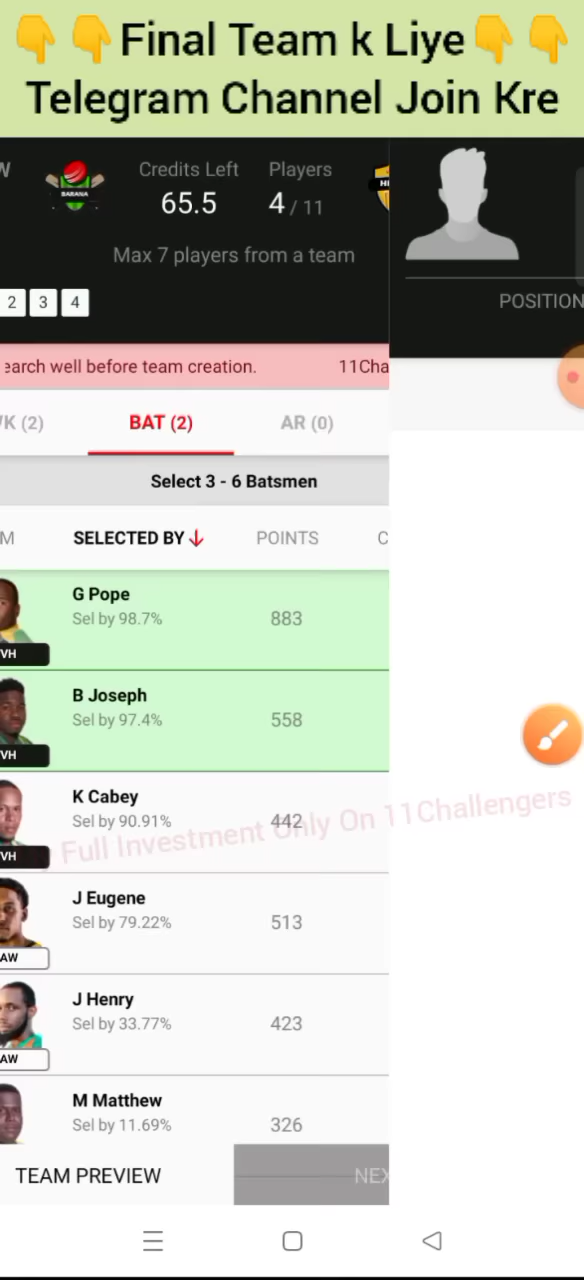 👇👇Final Team k Liye👇👇
Telegram Channel Join Kre
W
BARANA
Credits Left
Players
65.5
4 / 11
Max 7 players from a team
2 3 4
POSITION
earch well before team creation.
11Cha
VK (2)
BAT (2)
AR (0)
Select 3 - 6 Batsmen
M
SELECTED BY↓
POINTS
C
G Pope
Sel by 98.7%
883
VH
B Joseph
Sel by 97.4%
558
VH
K Cabey
Sel by 90.91%
442
VH
Full Investment Only On 11Challengers
J Eugene
Sel by 79.22%
513
AW
J Henry
Sel by 33.77%
423
AW
M Matthew
Sel by 11.69%
326
TEAM PREVIEW
NEX